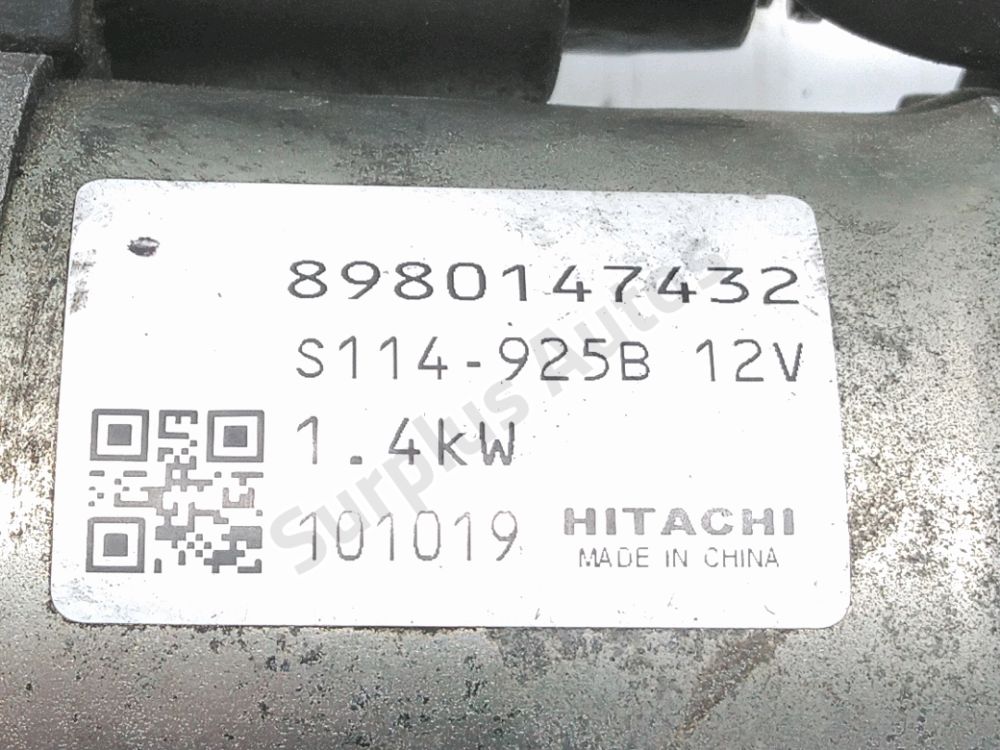 8980147432
S114-925B 12V
1.4kW
101019
HITACHI
MADE IN CHINA
Surplus Autos